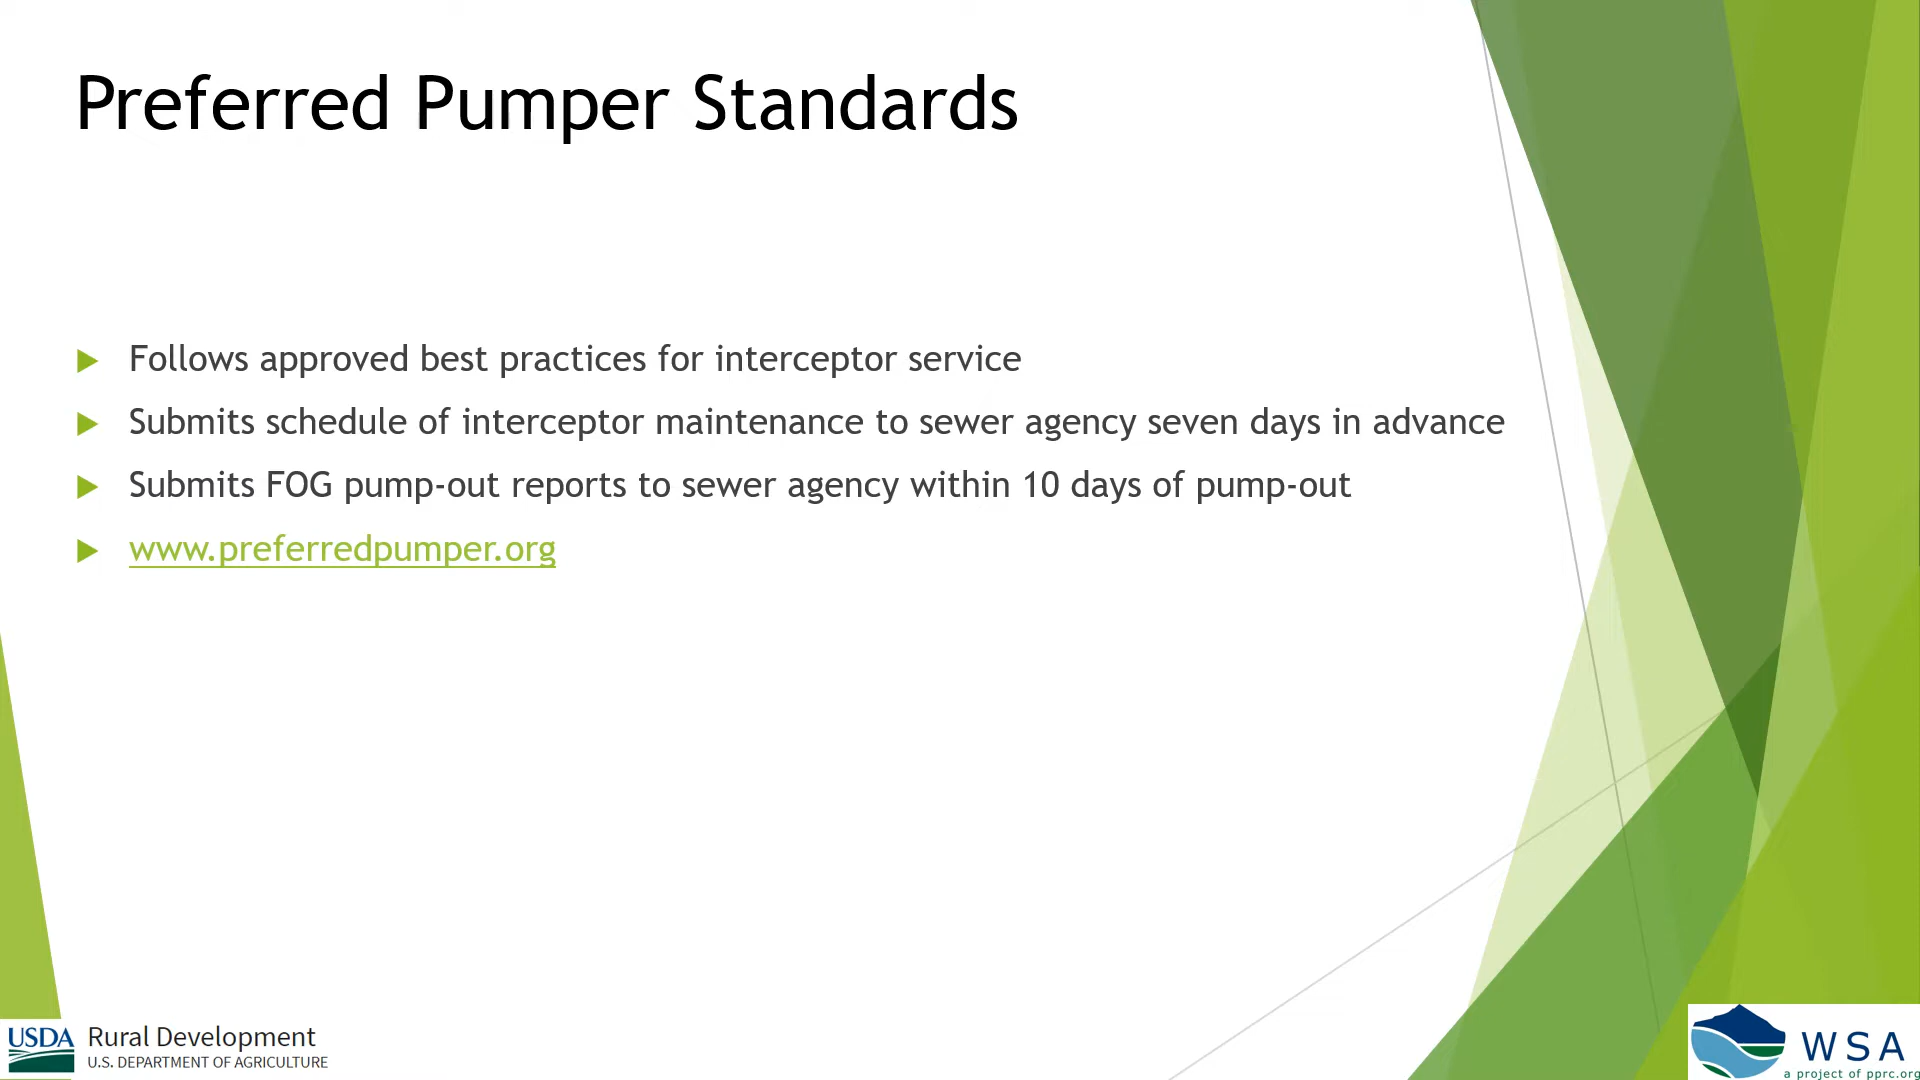 Preferred Pumper Standards
Follows approved best practices for interceptor service
Submits schedule of interceptor maintenance to sewer agency seven days in advance
Submits FOG pump-out reports to sewer agency within 10 days of pump-out
www.preferredpumper.org
USDA Rural Development
U.S. DEPARTMENT OF AGRICULTURE
WSA
a project of pprc.org